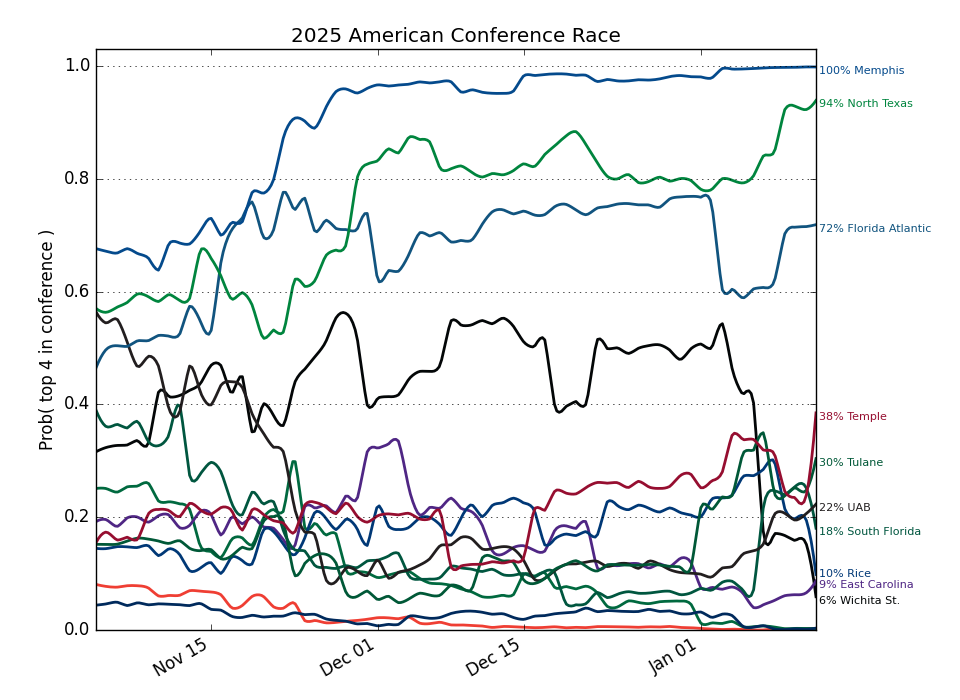 2025 American Conference Race
1.0
0.8
0.6
0.4
0.2
0.0
Prob( top 4 in conference )
Nov 15
Dec 01
Dec 15
Jan 01
100% Memphis
94% North Texas
72% Florida Atlantic
38% Temple
30% Tulane
22% UAB
18% South Florida
10% Rice
9% East Carolina
6% Wichita St.